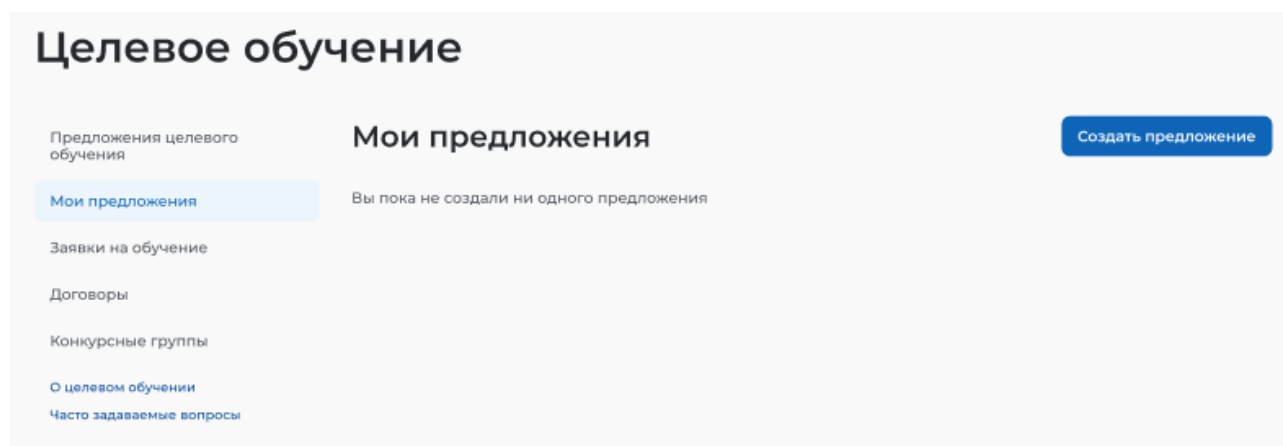 Целевое обучение
Предложения целевого
обучения
Мои предложения
Заявки на обучение
Договоры
Конкурсные группы
О целевом обучении
Часто задаваемые вопросы
Мои предложения
Создать предложение
Вы пока не создали ни одного предложения